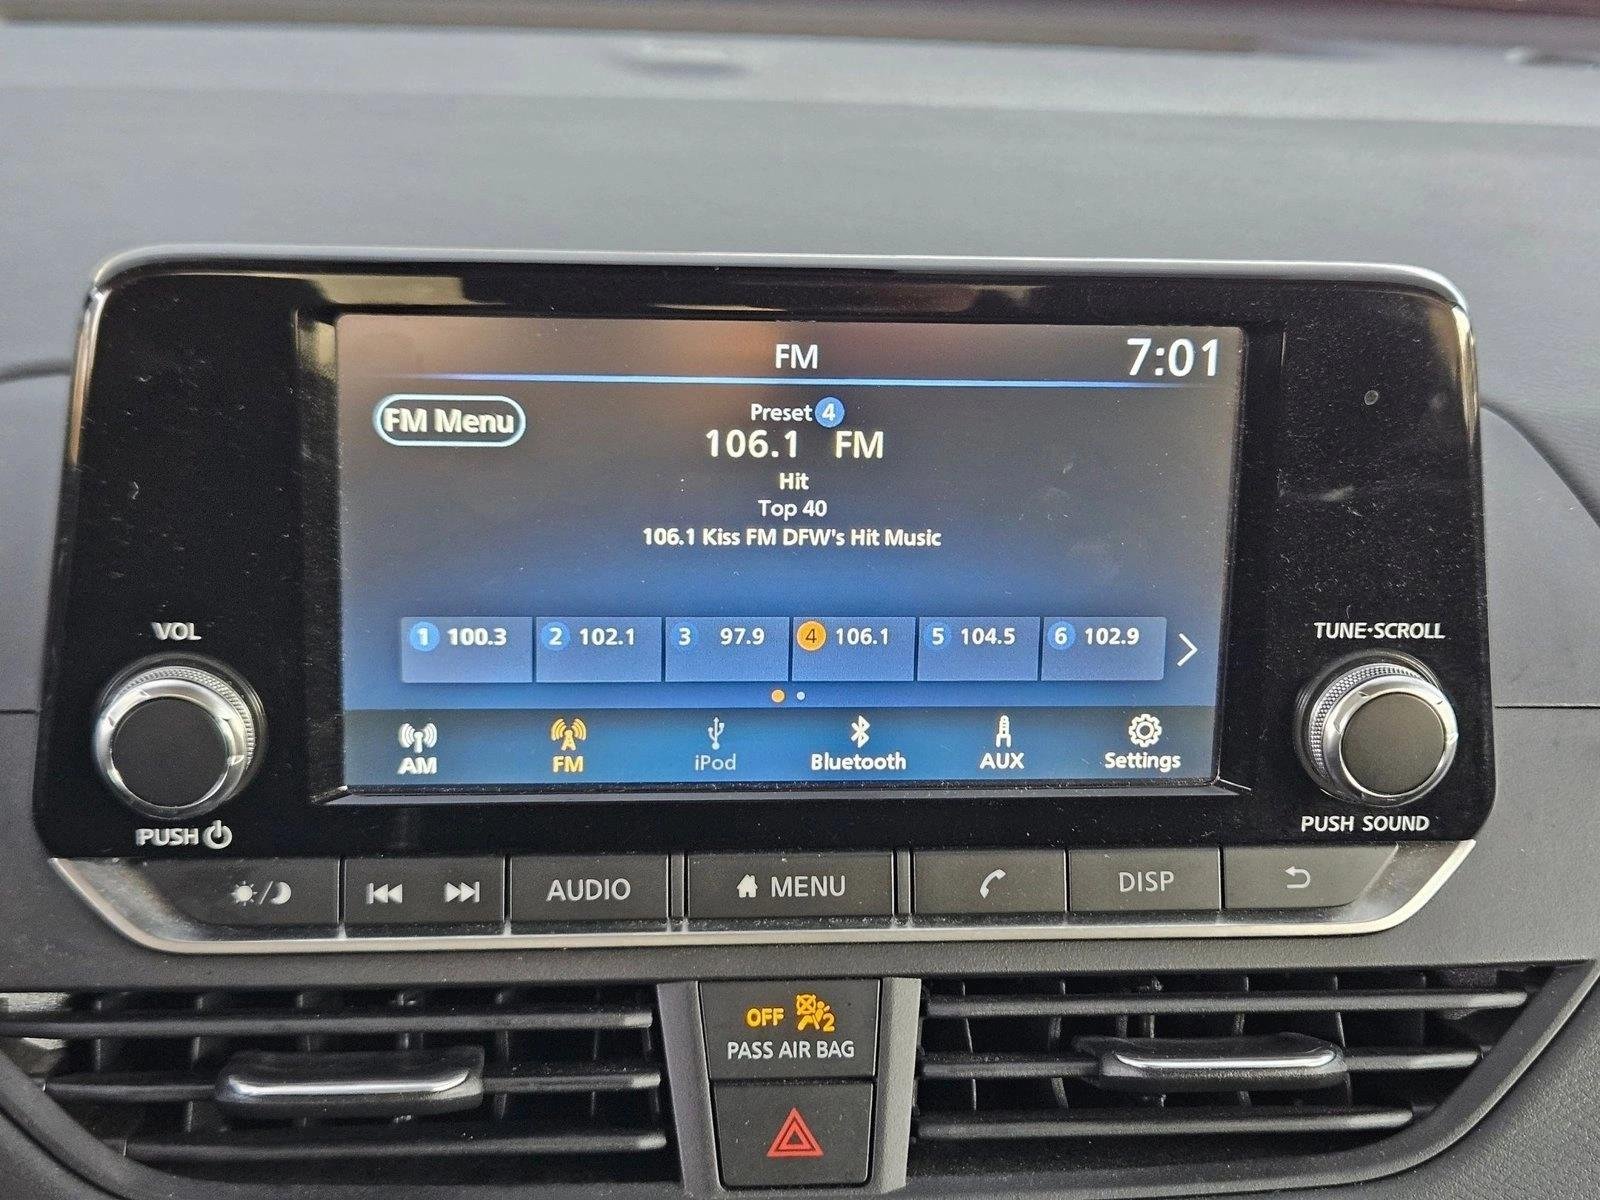 FM 7:01
FM Menu
Preset 4
106.1 FM
Hit
Top 40
106.1 Kiss FM DFW's Hit Music
1 100.3 2 102.1 3 97.9 4 106.1 5 104.5 6 102.9
AM FM iPod Bluetooth AUX Settings
VOL
PUSH
TUNE•SCROLL
PUSH SOUND
AUDIO MENU DISP
OFF 2
PASS AIR BAG